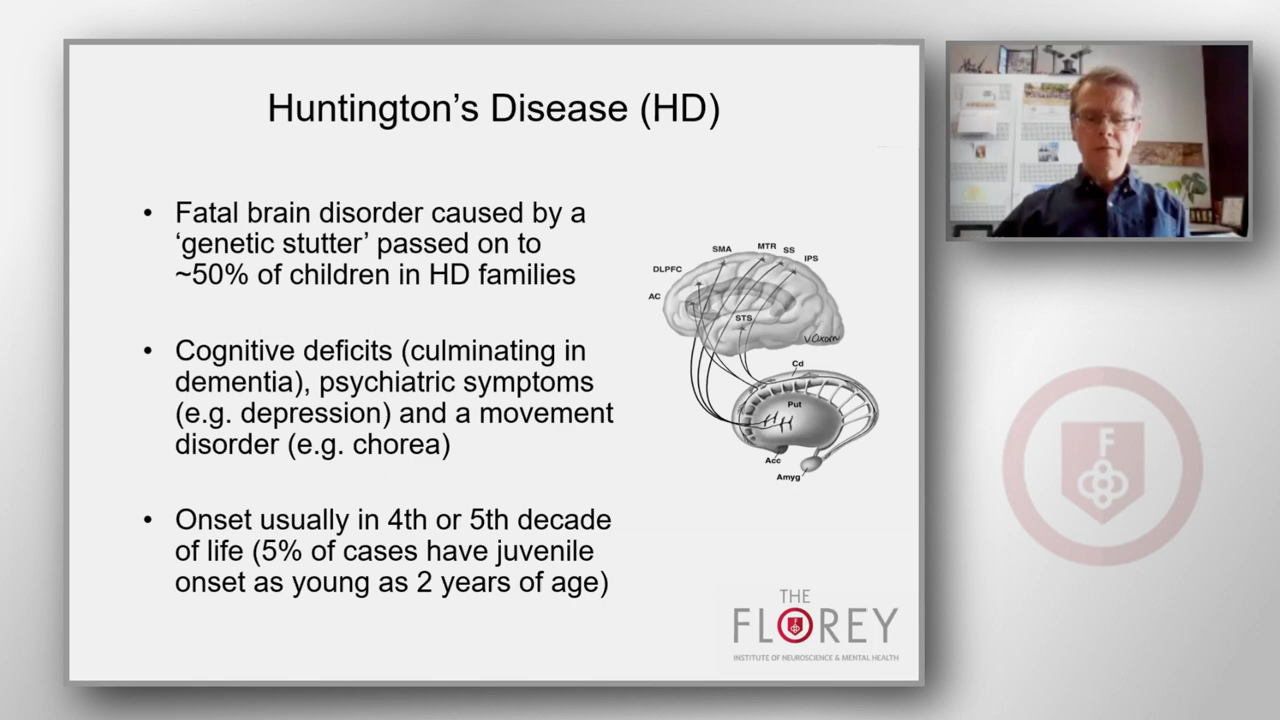 Huntington’s Disease (HD)
• Fatal brain disorder caused by a
‘genetic stutter’ passed on to
~50% of children in HD families
• Cognitive deficits (culminating in
dementia), psychiatric symptoms
(e.g. depression) and a movement
disorder (e.g. chorea)
• Onset usually in 4th or 5th decade
of life (5% of cases have juvenile
onset as young as 2 years of age)
SMA
MTR
SS
IPS
DLPFC
AC
STS
V.Oxorn
Cd
Put
Acc
Amyg
THE
FLOREY
INSTITUTE OF NEUROSCIENCE & MENTAL HEALTH
F